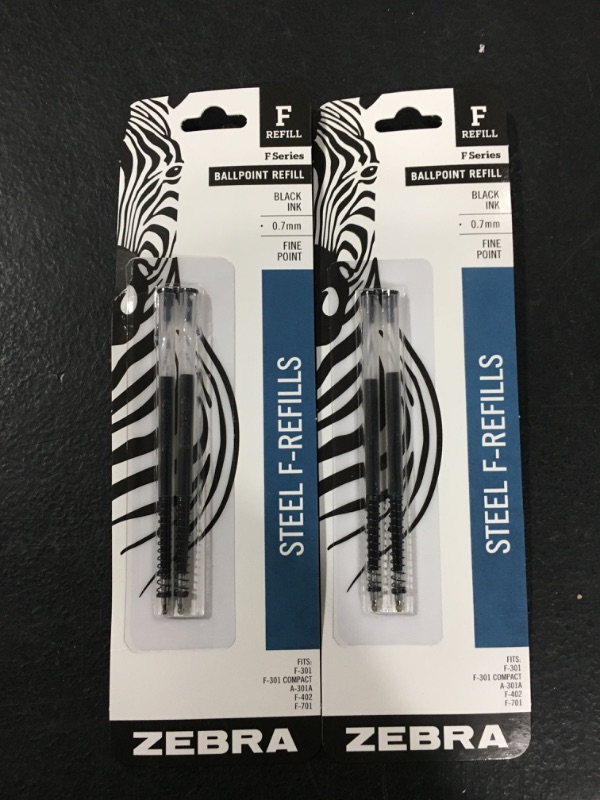 F
REFILL
F Series
BALLPOINT REFILL
BLACK
INK
• 0.7mm
FINE
POINT
STEEL F-REFILLS
FITS:
F-301
F-301 COMPACT
A-301A
F-402
F-701
ZEBRA
F
REFILL
F Series
BALLPOINT REFILL
BLACK
INK
• 0.7mm
FINE
POINT
STEEL F-REFILLS
FITS:
F-301
F-301 COMPACT
A-301A
F-402
F-701
ZEBRA